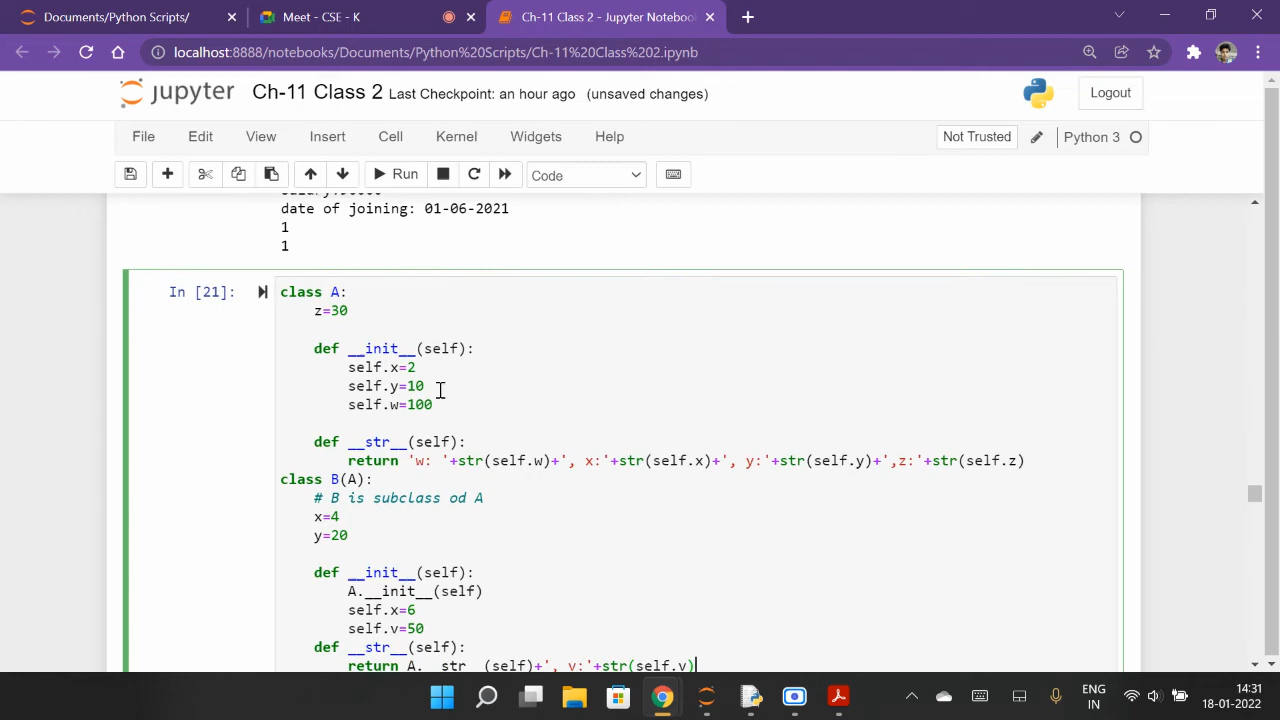 Documents/Python Scripts/
Meet - CSE - K
Ch-11 Class 2 - Jupyter Notebook
localhost:8888/notebooks/Documents/Python%20Scripts/Ch-11%20Class%202.ipynb
jupyter Ch-11 Class 2 Last Checkpoint: an hour ago (unsaved changes)
Logout
File Edit View Insert Cell Kernel Widgets Help
Not Trusted
Python 3
Run
Code
date of joining: 01-06-2021
1
1
In [21]:
class A:
    z=30
    def __init__(self):
        self.x=2
        self.y=10
        self.w=100
    def __str__(self):
        return 'w: '+str(self.w)+', x:'+str(self.x)+', y:'+str(self.y)+',z:'+str(self.z)
class B(A):
    # B is subclass od A
    x=4
    y=20
    def __init__(self):
        A.__init__(self)
        self.x=6
        self.v=50
    def __str__(self):
        return A.__str__(self)+', v:'+str(self.v)
ENG
IN
14:31
18-01-2022